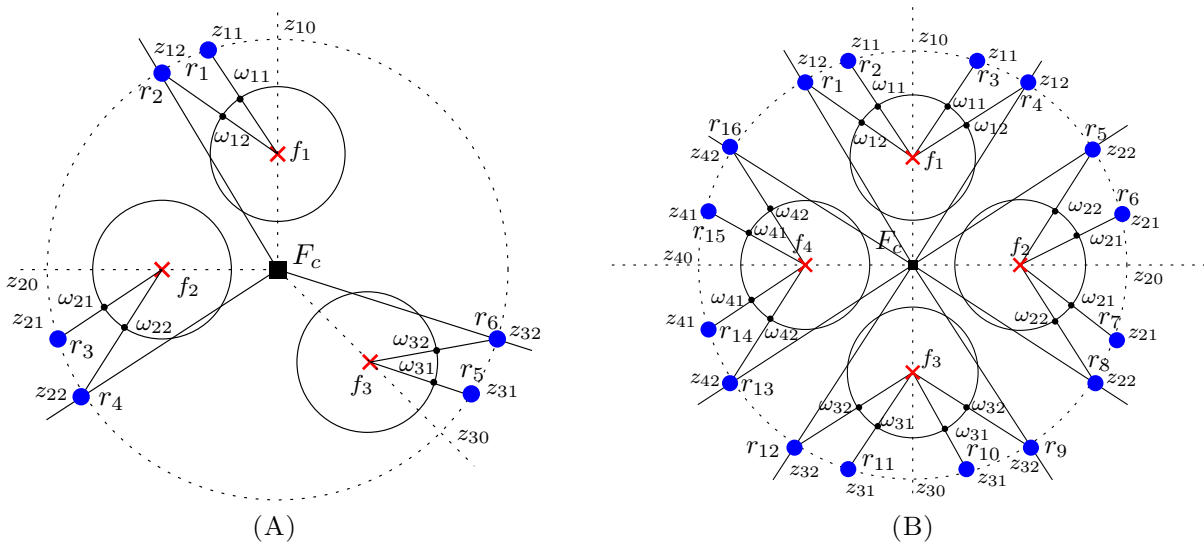 z₁₁ z₁₀
z₁₂ r₁
r₂ ω₁₁
ω₁₂
f₁
F_c
z₂₀ f₂
ω₂₁
z₂₁ ω₂₂
r₃
z₂₂ r₄
r₆ z₃₂
ω₃₂
ω₃₁
f₃ r₅ z₃₁
z₃₀
(A)
z₁₁ z₁₀ z₁₁
z₁₂ r₂ r₃ z₁₂
r₁ ω₁₁ ω₁₁ r₄
ω₁₂ ω₁₂
r₁₆ f₁ r₅
z₄₂ z₂₂
ω₄₂ ω₂₂ r₆
z₄₁ ω₄₁ ω₂₁ z₂₁
r₁₅ f₄ F_c f₂
z₄₀ z₂₀
ω₄₁ ω₂₁
z₄₁ r₁₄ ω₄₂ ω₂₂ r₇ z₂₁
f₃ r₈
z₄₂ r₁₃ z₂₂
ω₃₂ ω₃₂
ω₃₁ ω₃₁
r₁₂ r₁₁ r₁₀ r₉
z₃₂ z₃₂
z₃₁ z₃₀ z₃₁
(B)